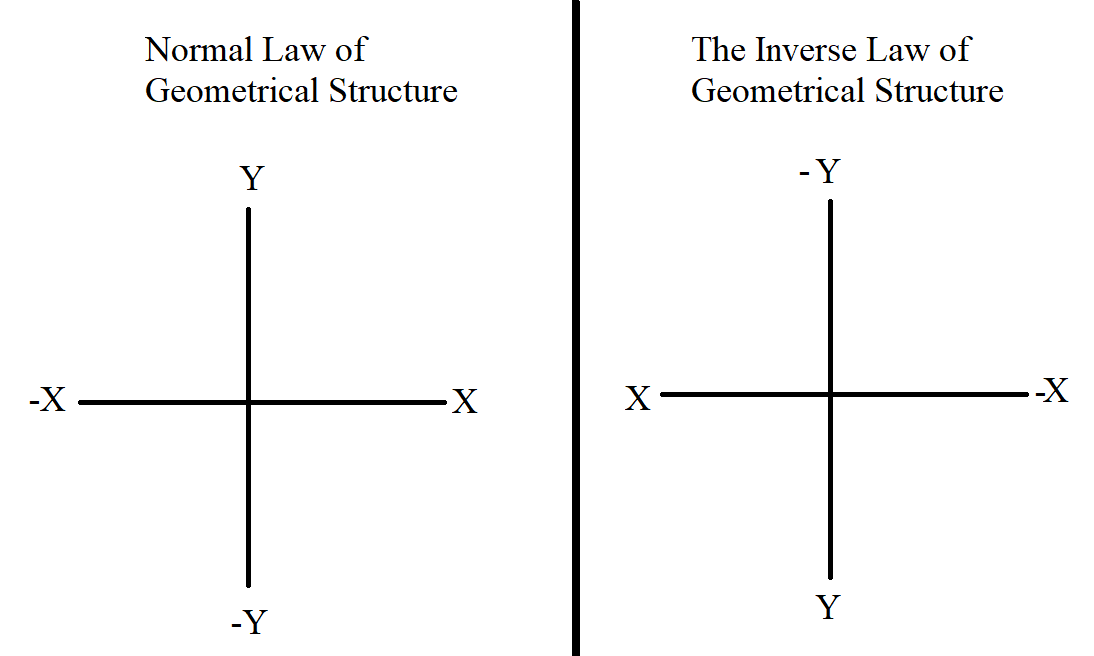 Normal Law of
Geometrical Structure
Y
-X
X
-Y
The Inverse Law of
Geometrical Structure
- Y
X
-X
Y